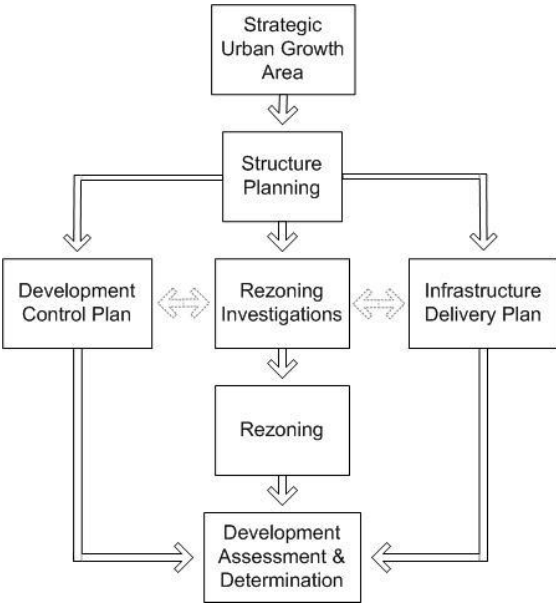 Strategic
Urban Growth
Area
Structure
Planning
Development
Control Plan
Rezoning
Investigations
Infrastructure
Delivery Plan
Rezoning
Development
Assessment &
Determination